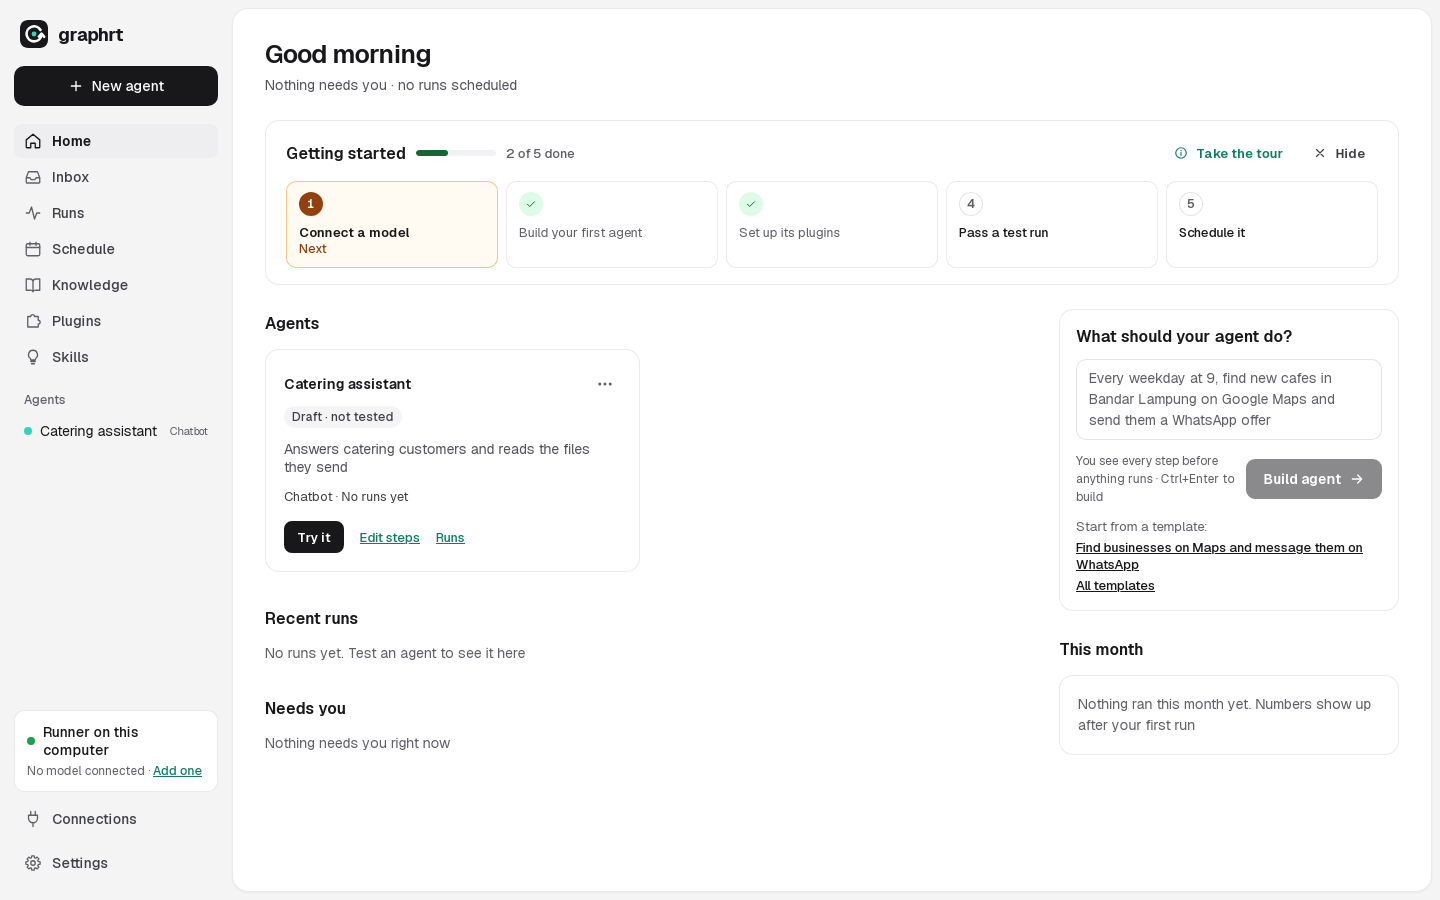 graphrt
New agent
Home
Inbox
Runs
Schedule
Knowledge
Plugins
Skills
Agents
Catering assistant Chatbot
Runner on this
computer
No model connected · Add one
Connections
Settings
Good morning
Nothing needs you · no runs scheduled
Getting started 2 of 5 done Take the tour Hide
1
Connect a model
Next
Build your first agent
Set up its plugins
4
Pass a test run
5
Schedule it
Agents
Catering assistant
Draft · not tested
Answers catering customers and reads the files
they send
Chatbot · No runs yet
Try it Edit steps Runs
Recent runs
No runs yet. Test an agent to see it here
Needs you
Nothing needs you right now
What should your agent do?
Every weekday at 9, find new cafes in
Bandar Lampung on Google Maps and
send them a WhatsApp offer
You see every step before
anything runs · Ctrl+Enter to
build
Build agent
Start from a template:
Find businesses on Maps and message them on
WhatsApp
All templates
This month
Nothing ran this month yet. Numbers show up
after your first run